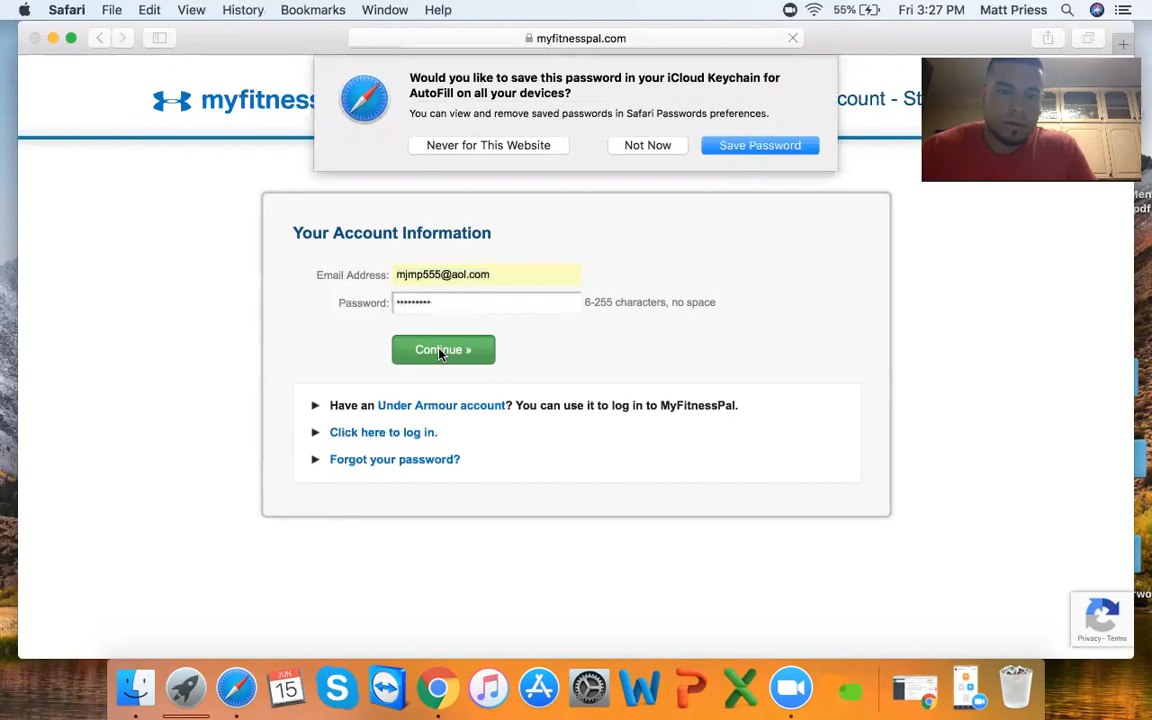 Safari File Edit View History Bookmarks Window Help 55% Fri 3:27 PM Matt Priess
myfitnesspal.com
Would you like to save this password in your iCloud Keychain for
AutoFill on all your devices?
You can view and remove saved passwords in Safari Passwords preferences.
Never for This Website Not Now Save Password
myfitness count - St
Your Account Information
Email Address: mjmp555@aol.com
Password: ••••••••• 6-255 characters, no space
Continue »
Have an Under Armour account? You can use it to log in to MyFitnessPal.
Click here to log in.
Forgot your password?
Privacy - Terms
JUN
15